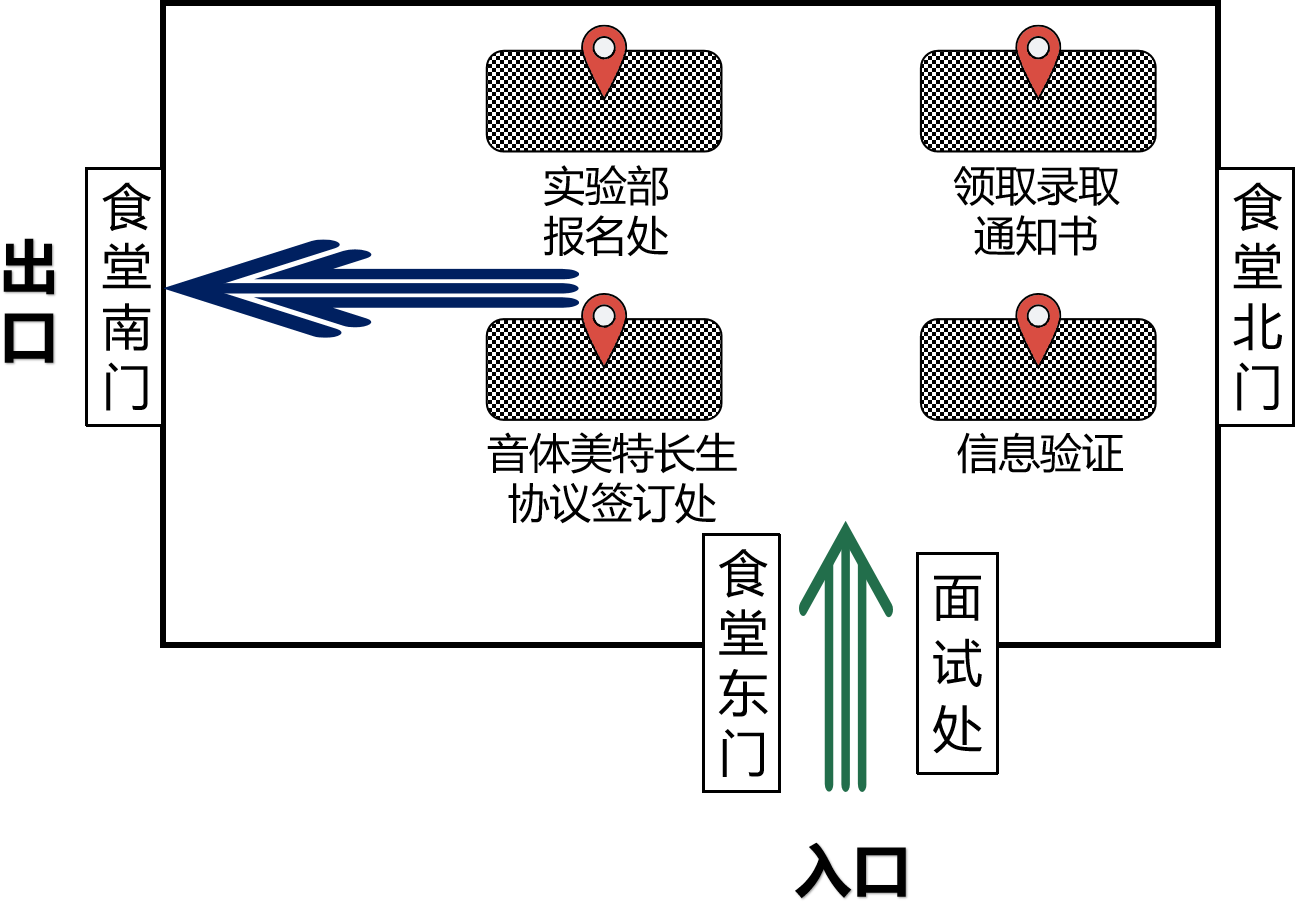 实验部
报名处
领取录取
通知书
出口
食堂南门
食堂北门
音体美特长生
协议签订处
信息验证
食堂东门
面试处
入口